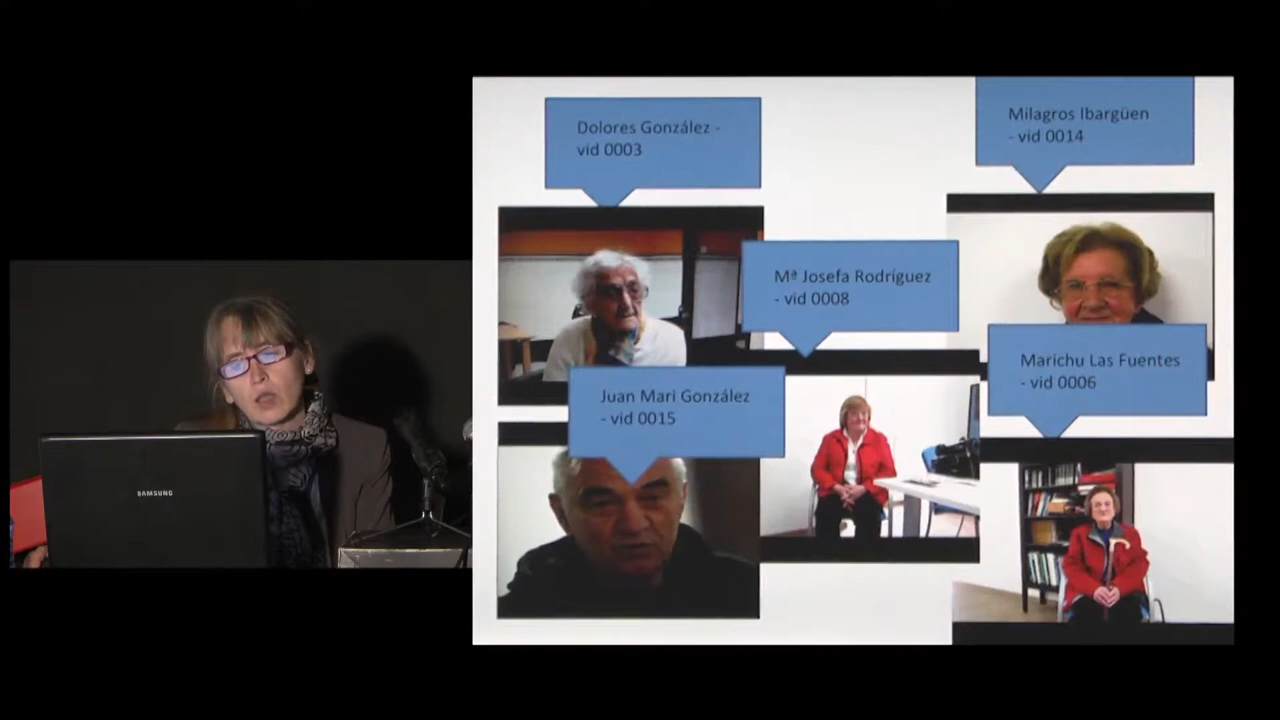 Dolores González -
vid 0003
Milagros Ibargüen
- vid 0014
Mª Josefa Rodríguez
- vid 0008
Marichu Las Fuentes
- vid 0006
Juan Mari González
- vid 0015
SAMSUNG